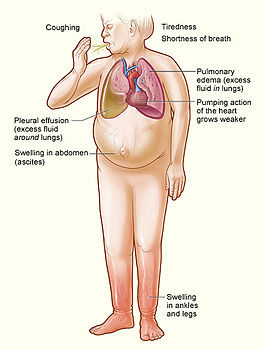 Coughing
Tiredness
Shortness of breath
Pulmonary
edema (excess
fluid in lungs)
Pumping action
of the heart
grows weaker
Pleural effusion
(excess fluid
around lungs)
Swelling in abdomen
(ascites)
Swelling
in ankles
and legs